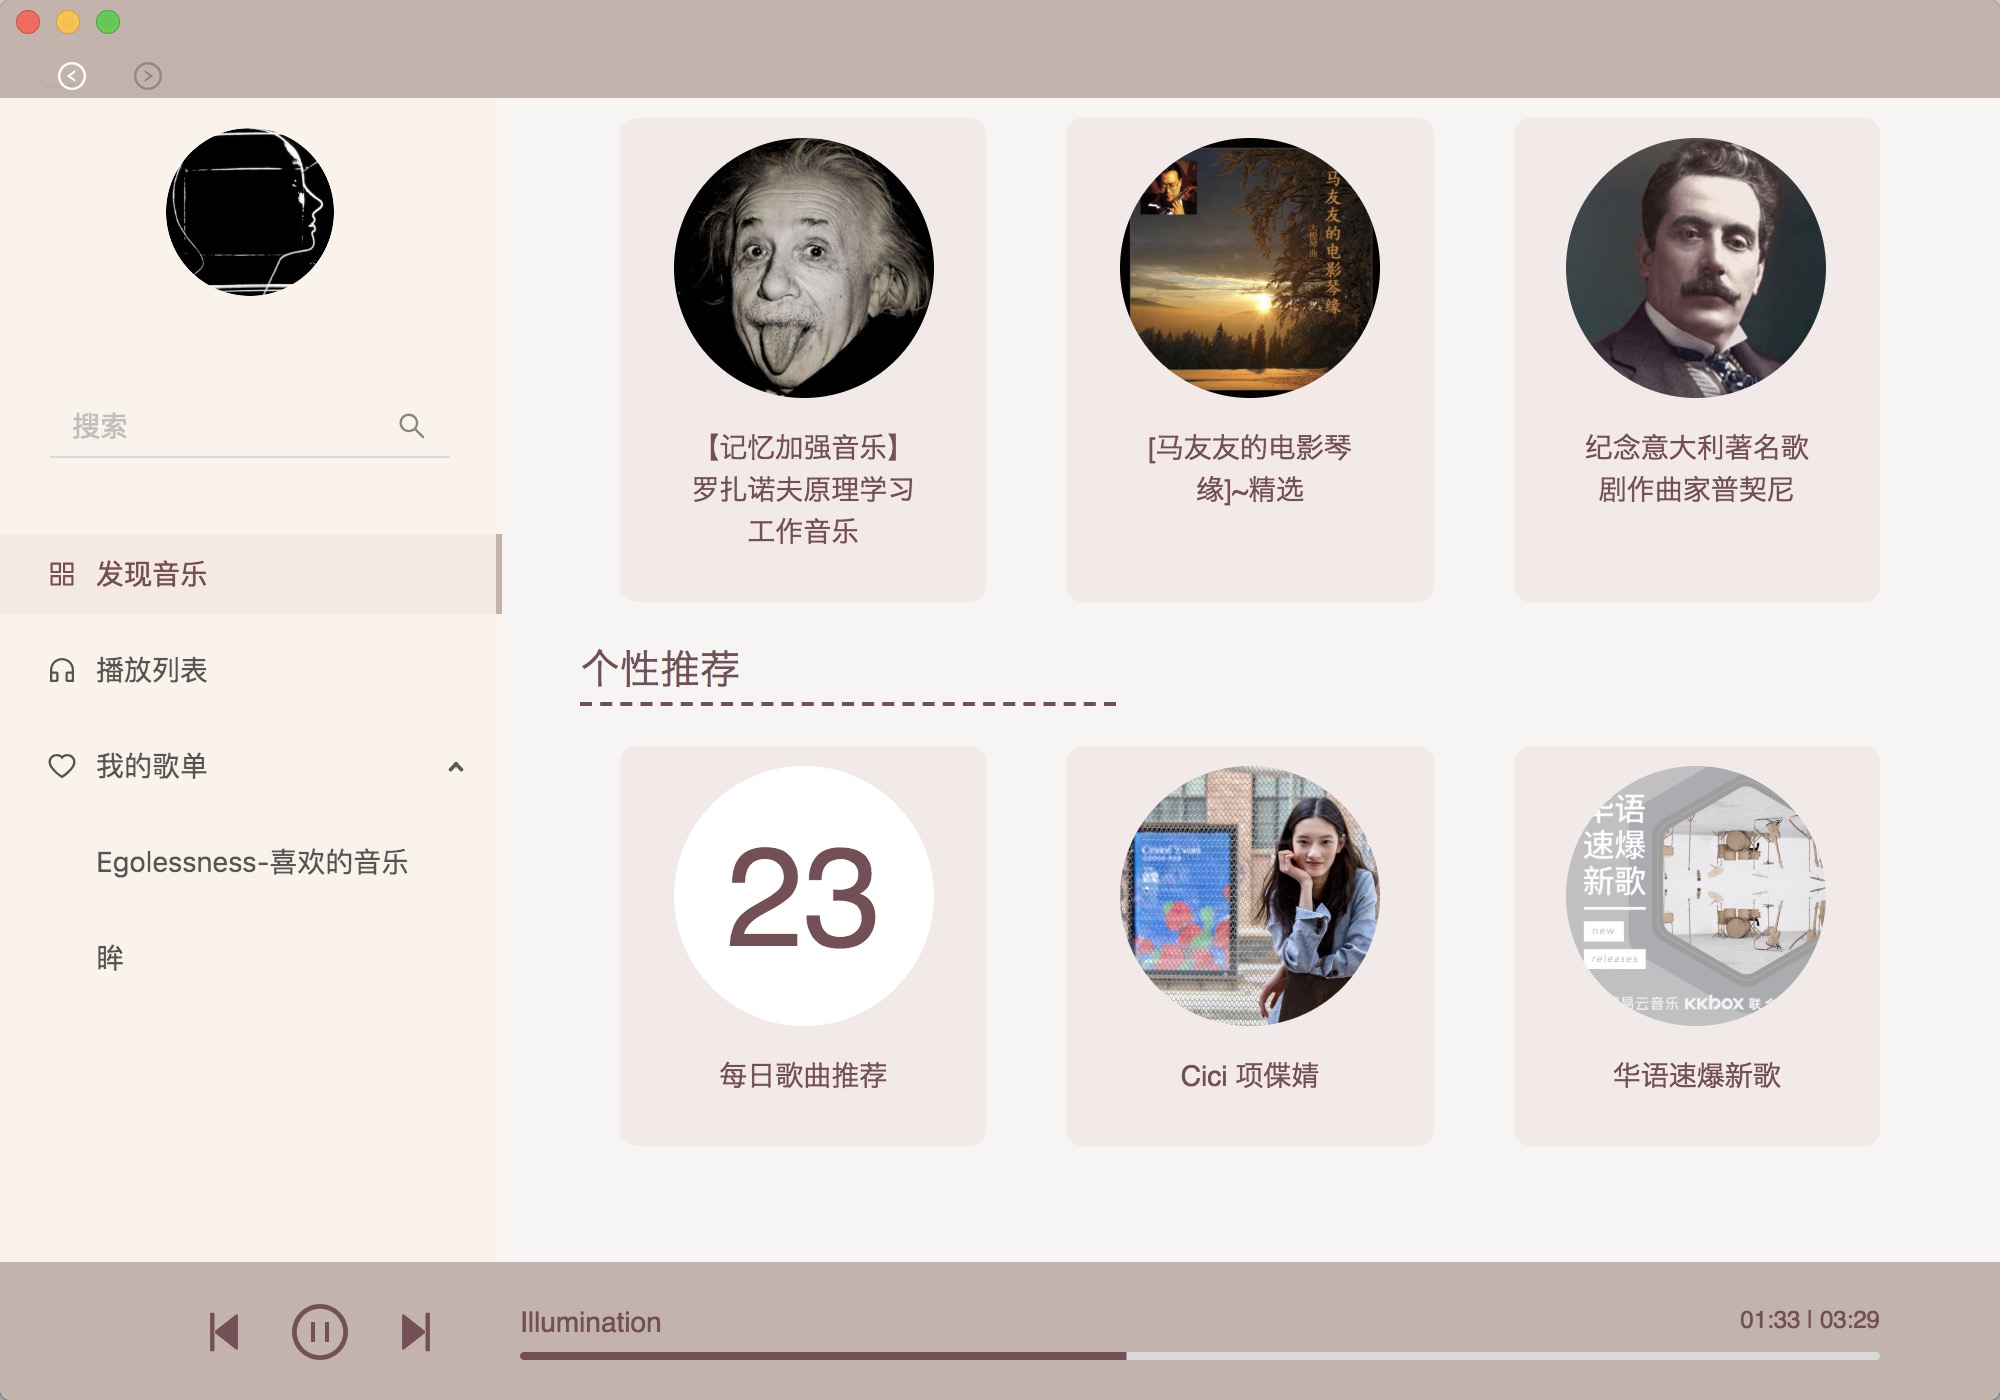 搜索
发现音乐
播放列表
我的歌单
Egolessness-喜欢的音乐
眸
马友友的电影琴缘
【记忆加强音乐】
罗扎诺夫原理学习
工作音乐
[马友友的电影琴
缘]~精选
纪念意大利著名歌
剧作曲家普契尼
个性推荐
23
华语
速爆
新歌
new
releases
易云音乐 KKBOX 联合
每日歌曲推荐
Cici 项偞婧
华语速爆新歌
Illumination
01:33 | 03:29